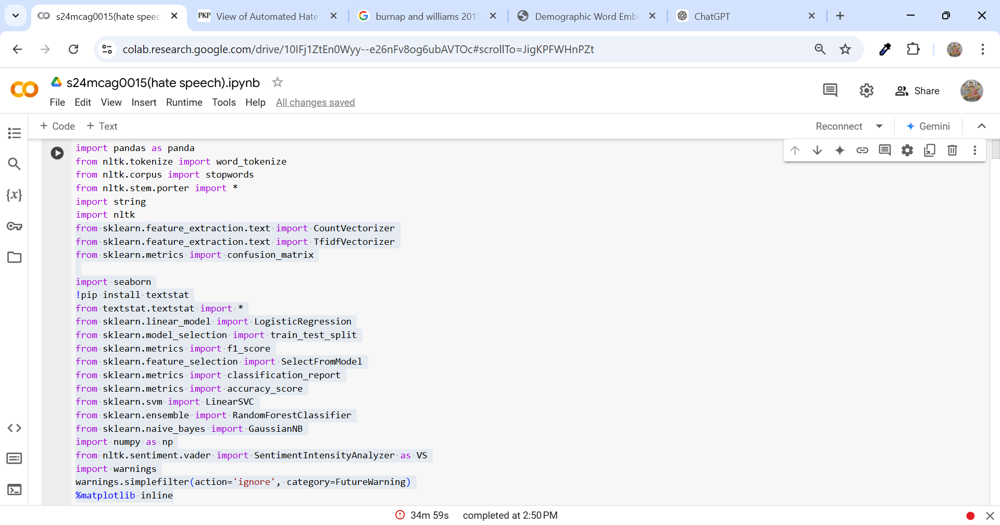 s24mcag0015(hate speec
PKP View of Automated Hate
burnap and williams 201
Demographic Word Emb
ChatGPT
colab.research.google.com/drive/10IFj1ZtEn0Wyy--e26nFv8og6ubAVTOc#scrollTo=JigKPFWHnPZt
s24mcag0015(hate speech).ipynb
File Edit View Insert Runtime Tools Help All changes saved
Share
+ Code + Text
Reconnect
Gemini
import pandas as panda
from nltk.tokenize import word_tokenize
from nltk.corpus import stopwords
from nltk.stem.porter import *
import string
import nltk
from sklearn.feature_extraction.text import CountVectorizer
from sklearn.feature_extraction.text import TfidfVectorizer
from sklearn.metrics import confusion_matrix
import seaborn
!pip install textstat
from textstat.textstat import *
from sklearn.linear_model import LogisticRegression
from sklearn.model_selection import train_test_split
from sklearn.metrics import f1_score
from sklearn.feature_selection import SelectFromModel
from sklearn.metrics import classification_report
from sklearn.metrics import accuracy_score
from sklearn.svm import LinearSVC
from sklearn.ensemble import RandomForestClassifier
from sklearn.naive_bayes import GaussianNB
import numpy as np
from nltk.sentiment.vader import SentimentIntensityAnalyzer as VS
import warnings
warnings.simplefilter(action='ignore', category=FutureWarning)
%matplotlib inline
34m 59s completed at 2:50 PM